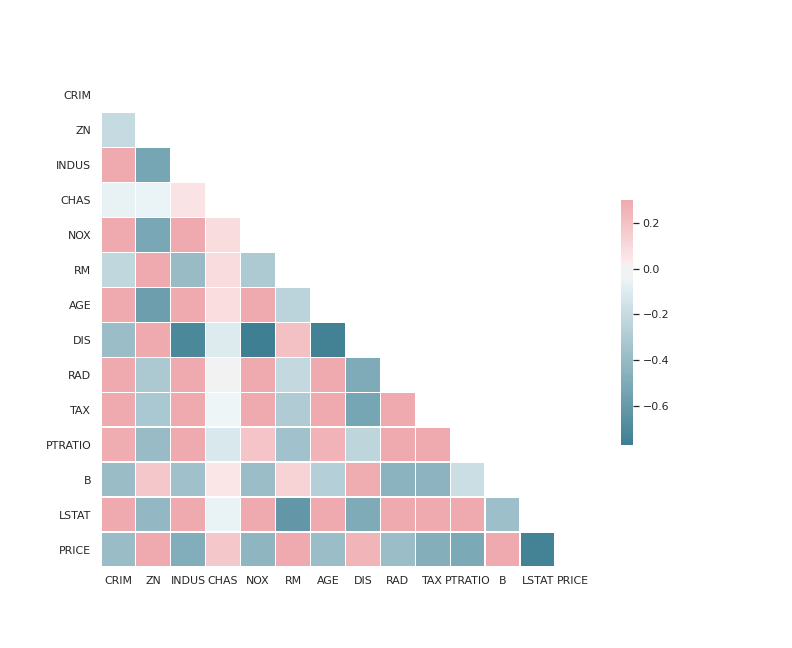 CRIM
ZN
INDUS
CHAS
NOX
RM
AGE
DIS
RAD
TAX
PTRATIO
B
LSTAT
PRICE
CRIM ZN INDUS CHAS NOX RM AGE DIS RAD TAX PTRATIO B LSTAT PRICE
0.2
0.0
−0.2
−0.4
−0.6